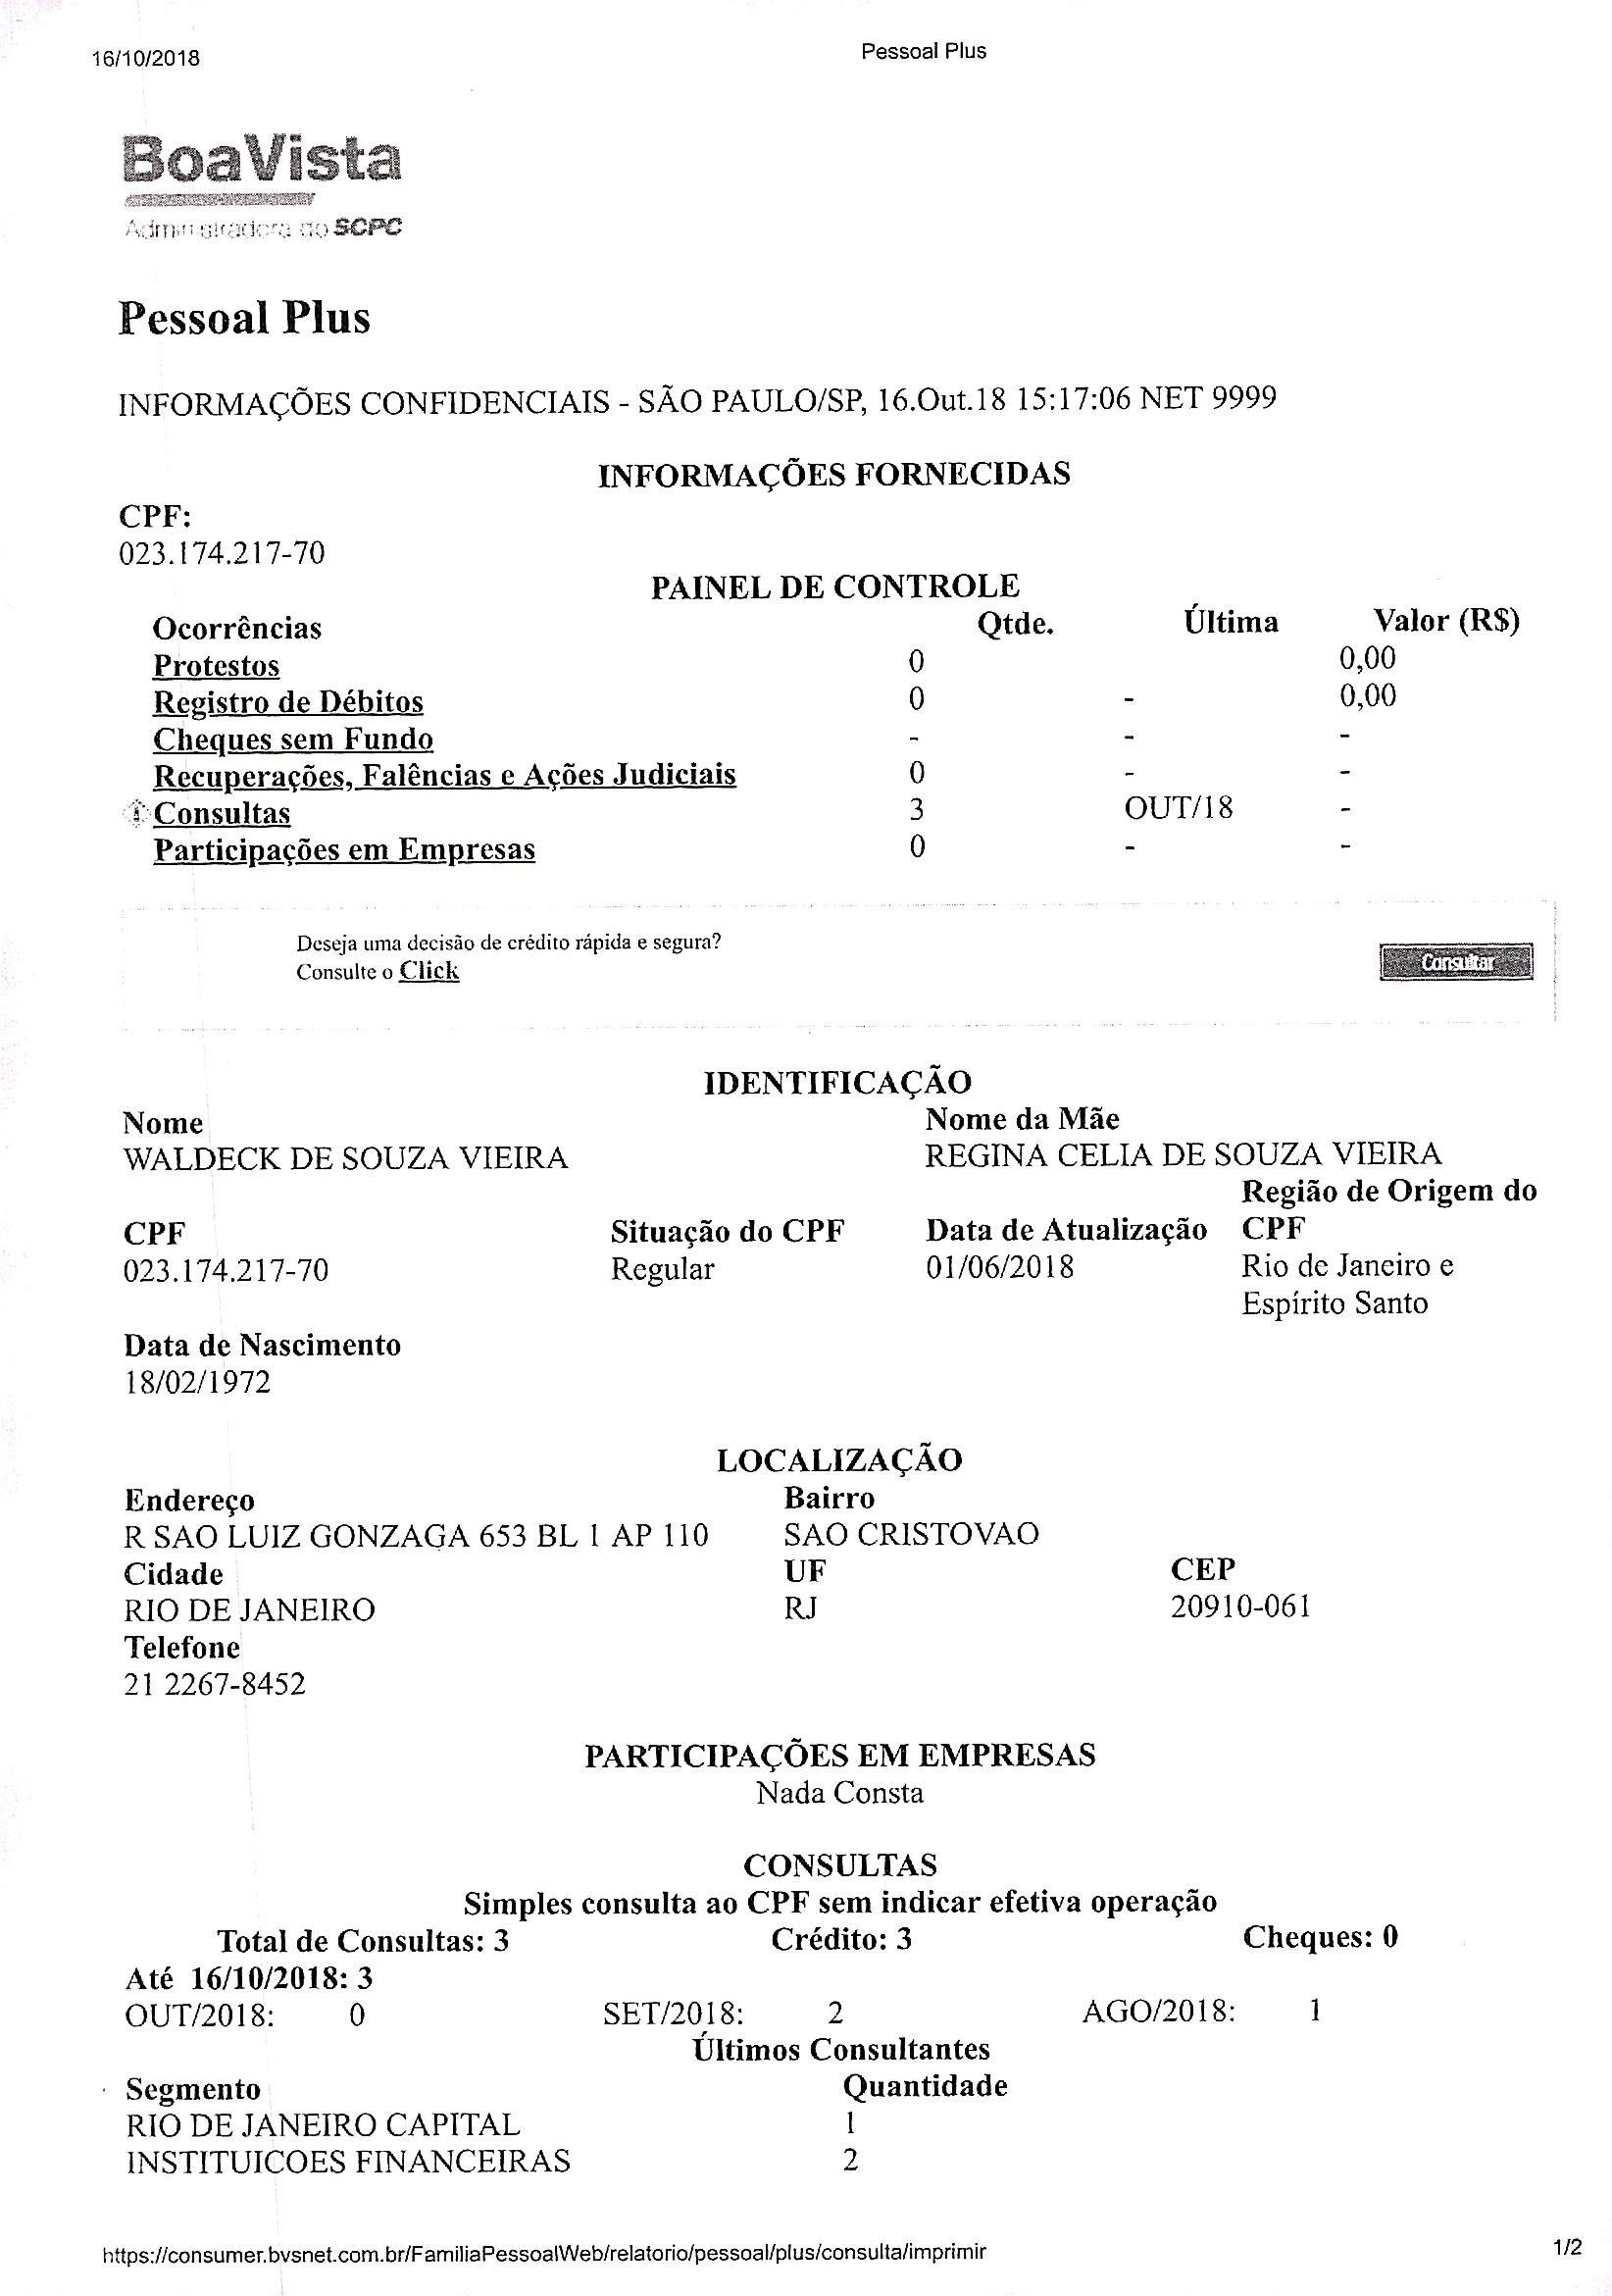 16/10/2018 Pessoal Plus
BoaVista
Administradora do SCPC
Pessoal Plus
INFORMAÇÕES CONFIDENCIAIS - SÃO PAULO/SP, 16.Out.18 15:17:06 NET 9999
INFORMAÇÕES FORNECIDAS
CPF:
023.174.217-70
PAINEL DE CONTROLE
Ocorrências Qtde. Última Valor (R$)
Protestos 0 0,00
Registro de Débitos 0 - 0,00
Cheques sem Fundo - - -
Recuperações, Falências e Ações Judiciais 0 - -
Consultas 3 OUT/18 -
Participações em Empresas 0 - -
Deseja uma decisão de crédito rápida e segura?
Consulte o Click Consultar
IDENTIFICAÇÃO
Nome Nome da Mãe
WALDECK DE SOUZA VIEIRA REGINA CELIA DE SOUZA VIEIRA
Região de Origem do
CPF Situação do CPF Data de Atualização CPF
023.174.217-70 Regular 01/06/2018 Rio de Janeiro e
Espírito Santo
Data de Nascimento
18/02/1972
LOCALIZAÇÃO
Endereço Bairro
R SAO LUIZ GONZAGA 653 BL 1 AP 110 SAO CRISTOVAO
Cidade UF CEP
RIO DE JANEIRO RJ 20910-061
Telefone
21 2267-8452
PARTICIPAÇÕES EM EMPRESAS
Nada Consta
CONSULTAS
Simples consulta ao CPF sem indicar efetiva operação
Total de Consultas: 3 Crédito: 3 Cheques: 0
Até 16/10/2018: 3
OUT/2018: 0 SET/2018: 2 AGO/2018: 1
Últimos Consultantes
Segmento Quantidade
RIO DE JANEIRO CAPITAL 1
INSTITUICOES FINANCEIRAS 2
https://consumer.bvsnet.com.br/FamiliaPessoalWeb/relatorio/pessoal/plus/consulta/imprimir 1/2